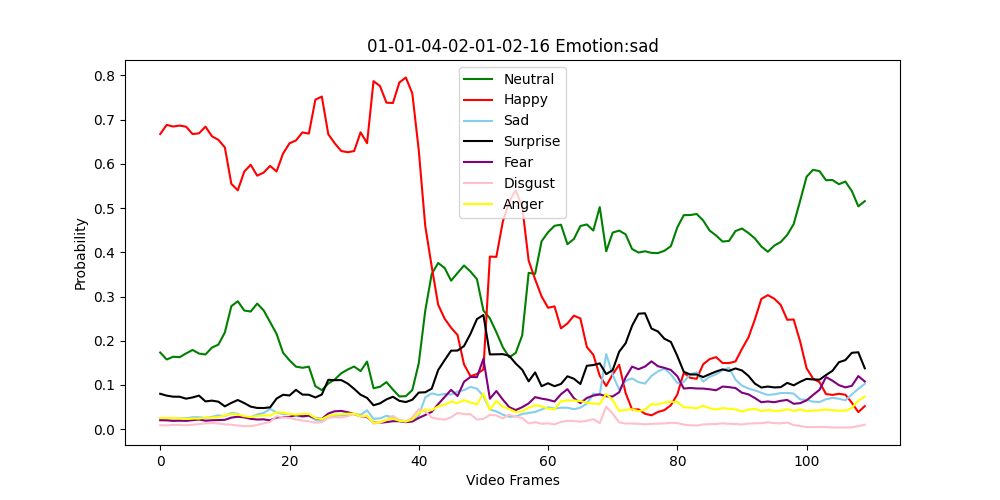 01-01-04-02-01-02-16 Emotion:sad
Neutral
Happy
Sad
Surprise
Fear
Disgust
Anger
Probability
0.8
0.7
0.6
0.5
0.4
0.3
0.2
0.1
0.0
0 20 40 60 80 100
Video Frames